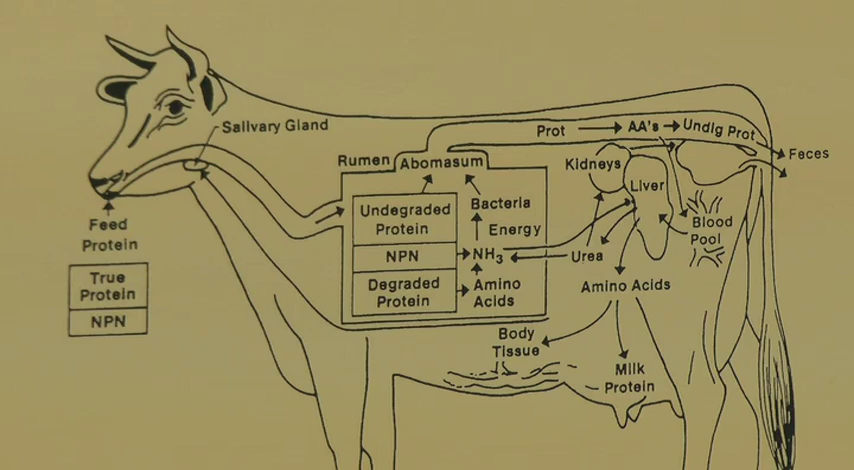 Salivary Gland
Feed
Protein
True
Protein
NPN
Rumen
Abomasum
Undegraded
Protein
NPN
Degraded
Protein
Bacteria
Energy
NH3
Amino
Acids
Prot
AA's
Undig Prot
Feces
Kidneys
Liver
Blood
Pool
Urea
Amino Acids
Body
Tissue
Milk
Protein